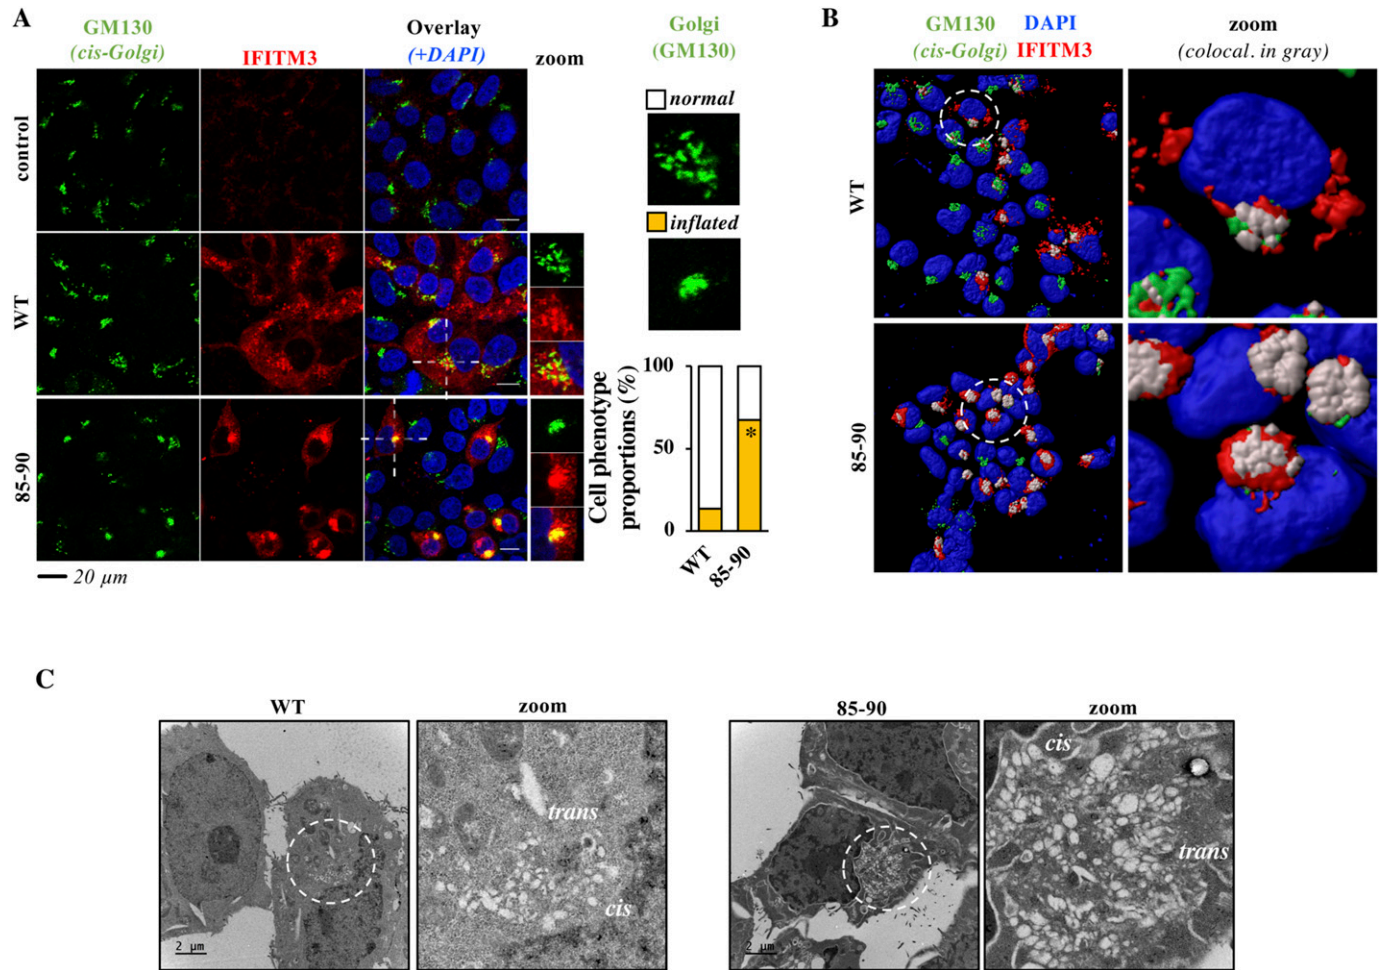 A
GM130
(cis-Golgi)
IFITM3
Overlay
(+DAPI)
zoom
control
WT
85-90
20 µm
Golgi
(GM130)
normal
inflated
Cell phenotype
proportions (%)
100
50
0
*
WT
85-90
B
GM130 DAPI
(cis-Golgi) IFITM3
zoom
(colocal. in gray)
WT
85-90
C
WT
zoom
85-90
zoom
trans
cis
2 µm
cis
trans
2 µm